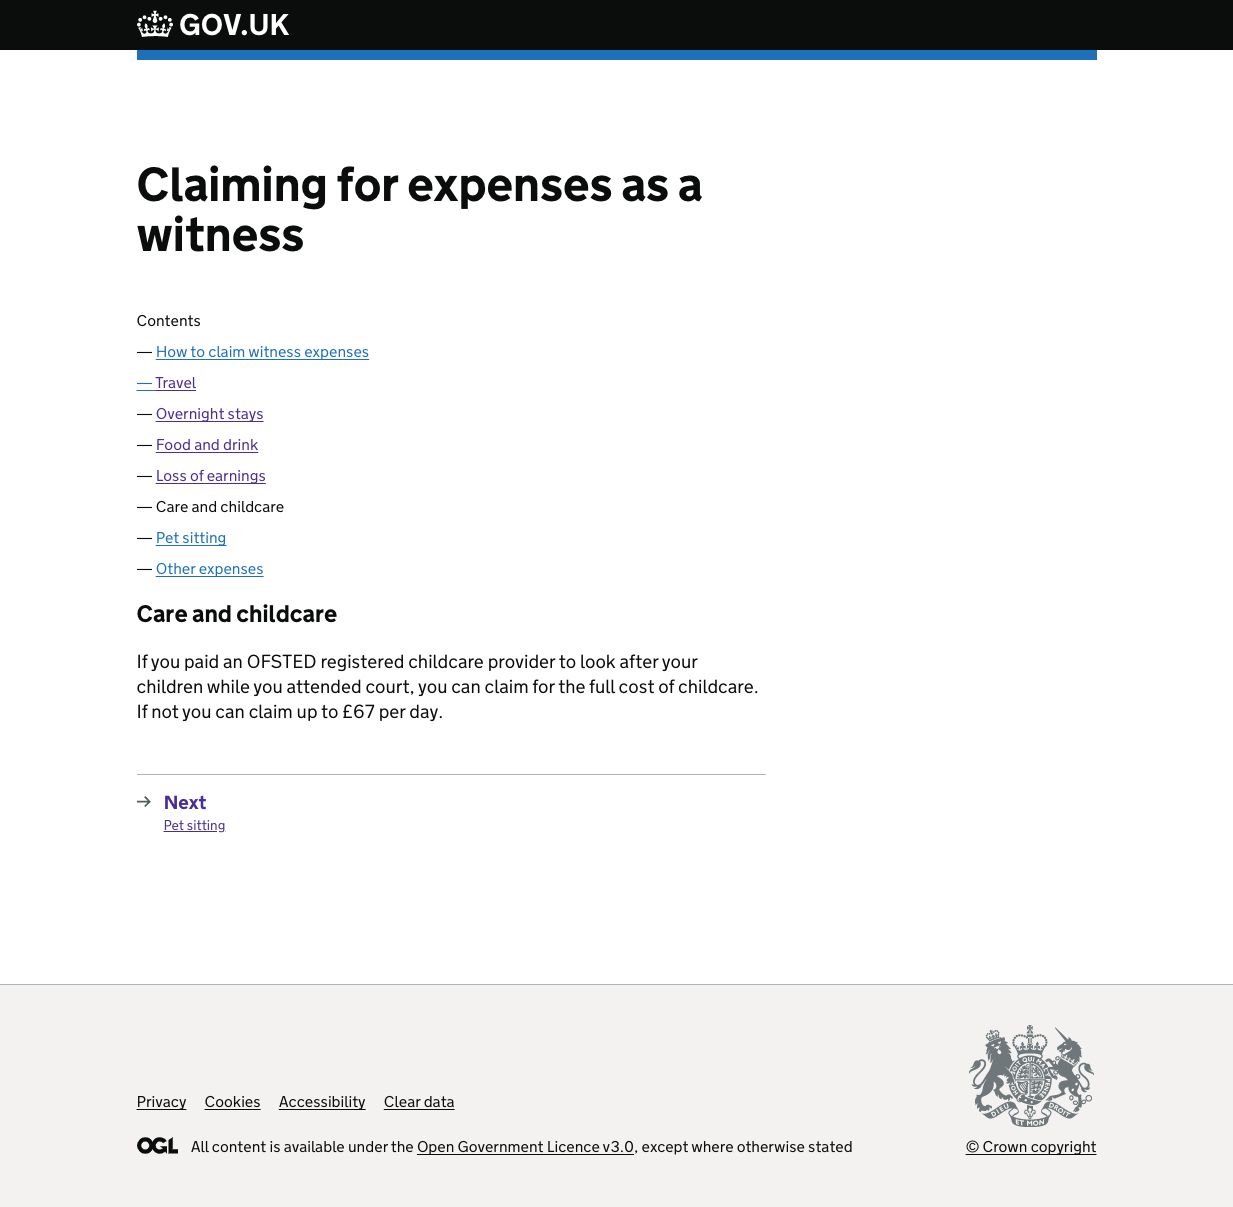 GOV.UK
Claiming for expenses as a
witness
Contents
— How to claim witness expenses
— Travel
— Overnight stays
— Food and drink
— Loss of earnings
— Care and childcare
— Pet sitting
— Other expenses
Care and childcare
If you paid an OFSTED registered childcare provider to look after your
children while you attended court, you can claim for the full cost of childcare.
If not you can claim up to £67 per day.
→ Next
Pet sitting
Privacy Cookies Accessibility Clear data
OGL All content is available under the Open Government Licence v3.0, except where otherwise stated
DIEU ET MON DROIT
© Crown copyright